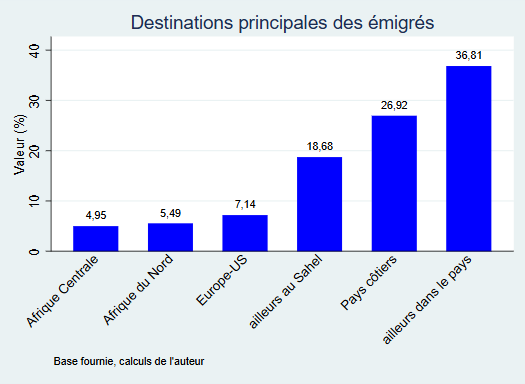 Destinations principales des émigrés
Valeur (%)
40
30
20
10
0
4,95
5,49
7,14
18,68
26,92
36,81
Afrique Centrale
Afrique du Nord
Europe-US
ailleurs au Sahel
Pays côtiers
ailleurs dans le pays
Base fournie, calculs de l'auteur